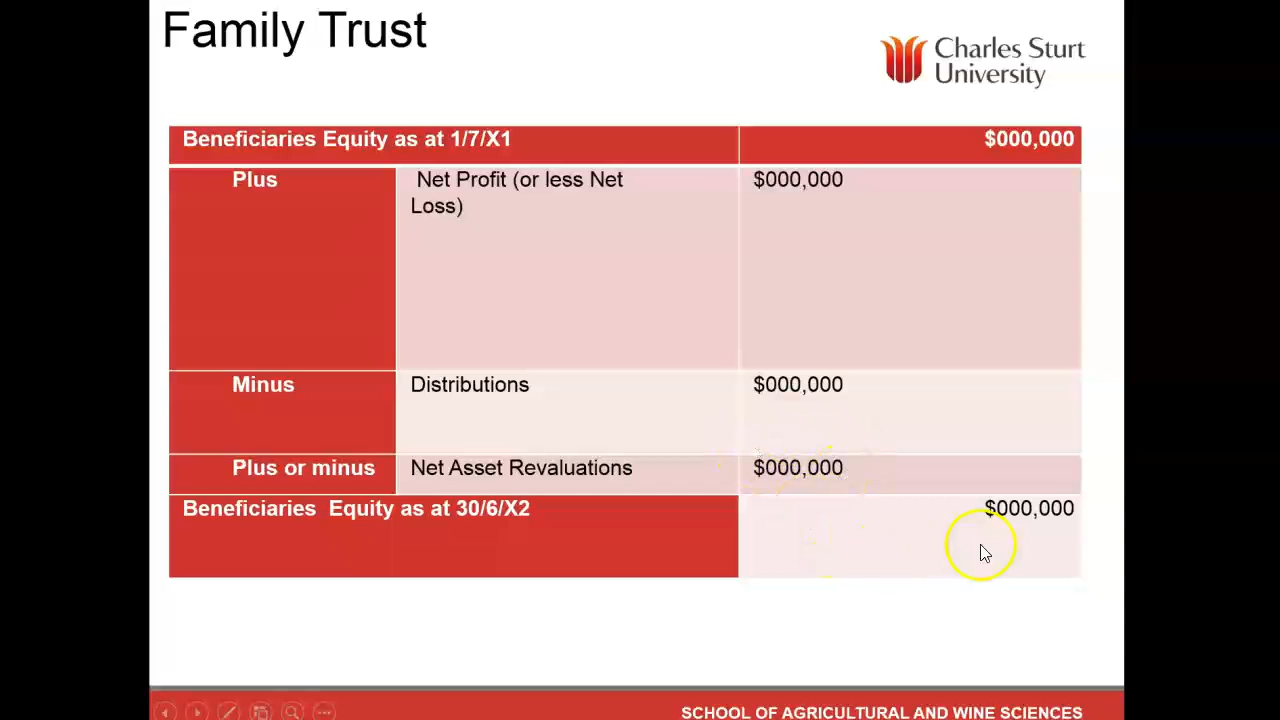 Family Trust
Charles Sturt
University
Beneficiaries Equity as at 1/7/X1 $000,000
Plus Net Profit (or less Net $000,000
Loss)
Minus Distributions $000,000
Plus or minus Net Asset Revaluations $000,000
Beneficiaries  Equity as at 30/6/X2 $000,000
SCHOOL OF AGRICULTURAL AND WINE SCIENCES